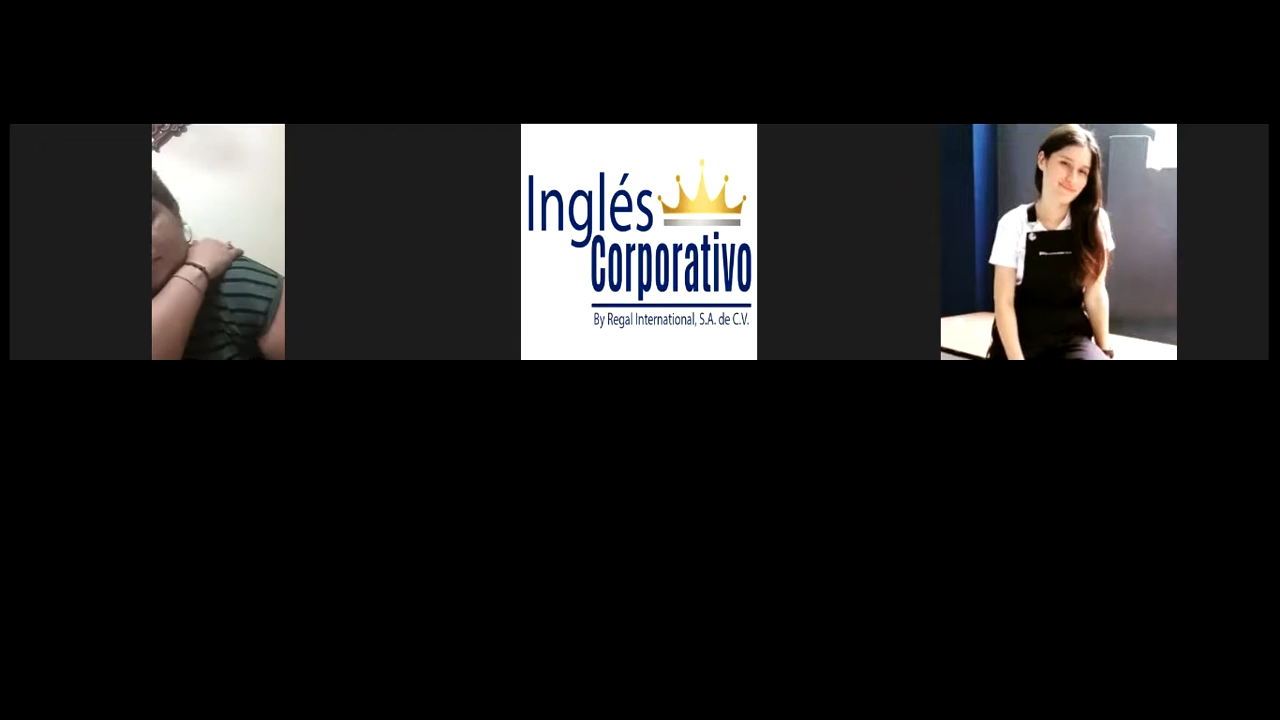 Inglés
Corporativo
By Regal International, S.A. de C.V.